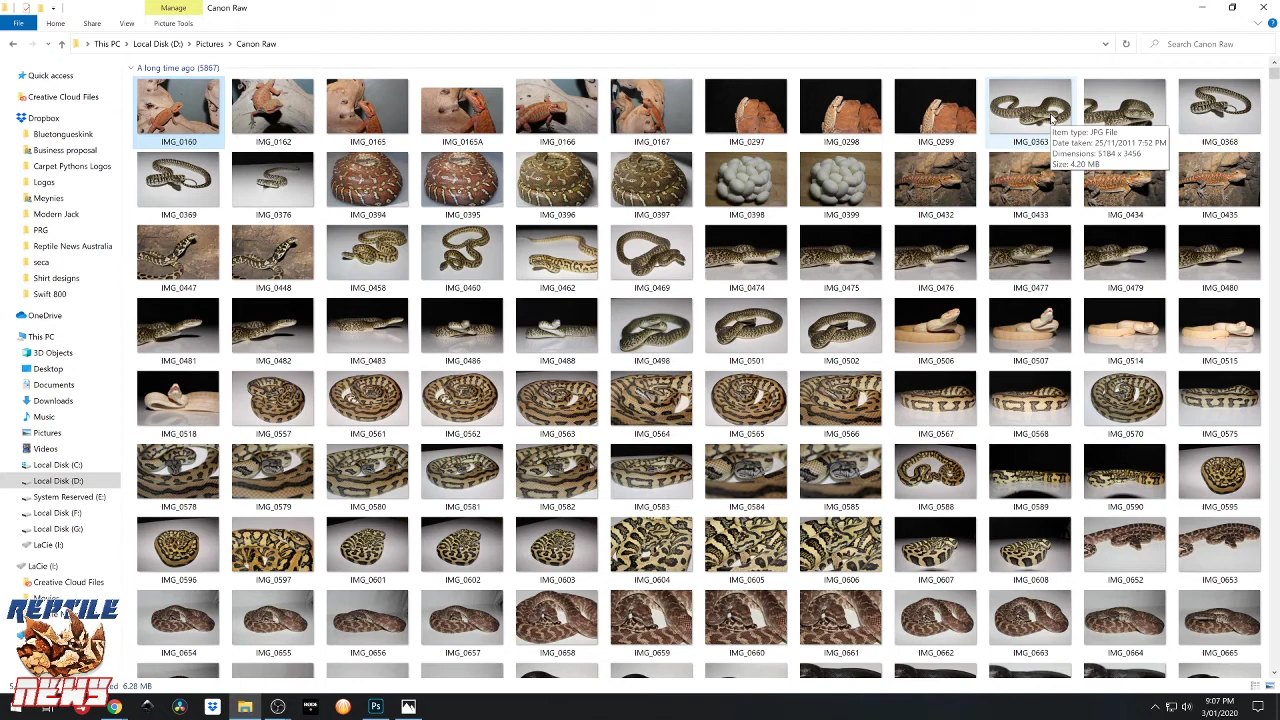 Manage
Canon Raw
File
Home
Share
View
Picture Tools
This PC
Local Disk (D:)
Pictures
Canon Raw
Search Canon Raw
Quick access
Creative Cloud Files
Dropbox
Bluetongueskink
Business proposal
Carpet Pythons Logos
Logos
Meynies
Modern Jack
PRG
Reptile News Australia
seca
Shirt designs
Swift 800
OneDrive
This PC
3D Objects
Desktop
Documents
Downloads
Music
Pictures
Videos
Local Disk (C:)
Local Disk (D:)
System Reserved (E:)
Local Disk (F:)
Local Disk (G:)
LaCie (I:)
LaCie (I:)
Creative Cloud Files
A long time ago (5867)
IMG_0160 IMG_0162 IMG_0165 IMG_0165A IMG_0166 IMG_0167 IMG_0297 IMG_0298 IMG_0299 IMG_0363 IMG_0368
Item type: JPG File
Date taken: 25/11/2011 7:52 PM
Dimensions: 5184 x 3456
Size: 4.20 MB
IMG_0369 IMG_0376 IMG_0394 IMG_0395 IMG_0396 IMG_0397 IMG_0398 IMG_0399 IMG_0432 IMG_0433 IMG_0434 IMG_0435
IMG_0447 IMG_0448 IMG_0458 IMG_0460 IMG_0462 IMG_0469 IMG_0474 IMG_0475 IMG_0476 IMG_0477 IMG_0479 IMG_0480
IMG_0481 IMG_0482 IMG_0483 IMG_0486 IMG_0488 IMG_0498 IMG_0501 IMG_0502 IMG_0506 IMG_0507 IMG_0514 IMG_0515
IMG_0518 IMG_0557 IMG_0561 IMG_0562 IMG_0563 IMG_0564 IMG_0565 IMG_0566 IMG_0567 IMG_0568 IMG_0570 IMG_0575
IMG_0578 IMG_0579 IMG_0580 IMG_0581 IMG_0582 IMG_0583 IMG_0584 IMG_0585 IMG_0588 IMG_0589 IMG_0590 IMG_0595
IMG_0596 IMG_0597 IMG_0601 IMG_0602 IMG_0603 IMG_0604 IMG_0605 IMG_0606 IMG_0607 IMG_0608 IMG_0652 IMG_0653
IMG_0654 IMG_0655 IMG_0656 IMG_0657 IMG_0658 IMG_0659 IMG_0660 IMG_0661 IMG_0662 IMG_0663 IMG_0664 IMG_0665
REPTILE
NEWS
6.28 MB
RODE
Ps
9:07 PM
3/01/2020